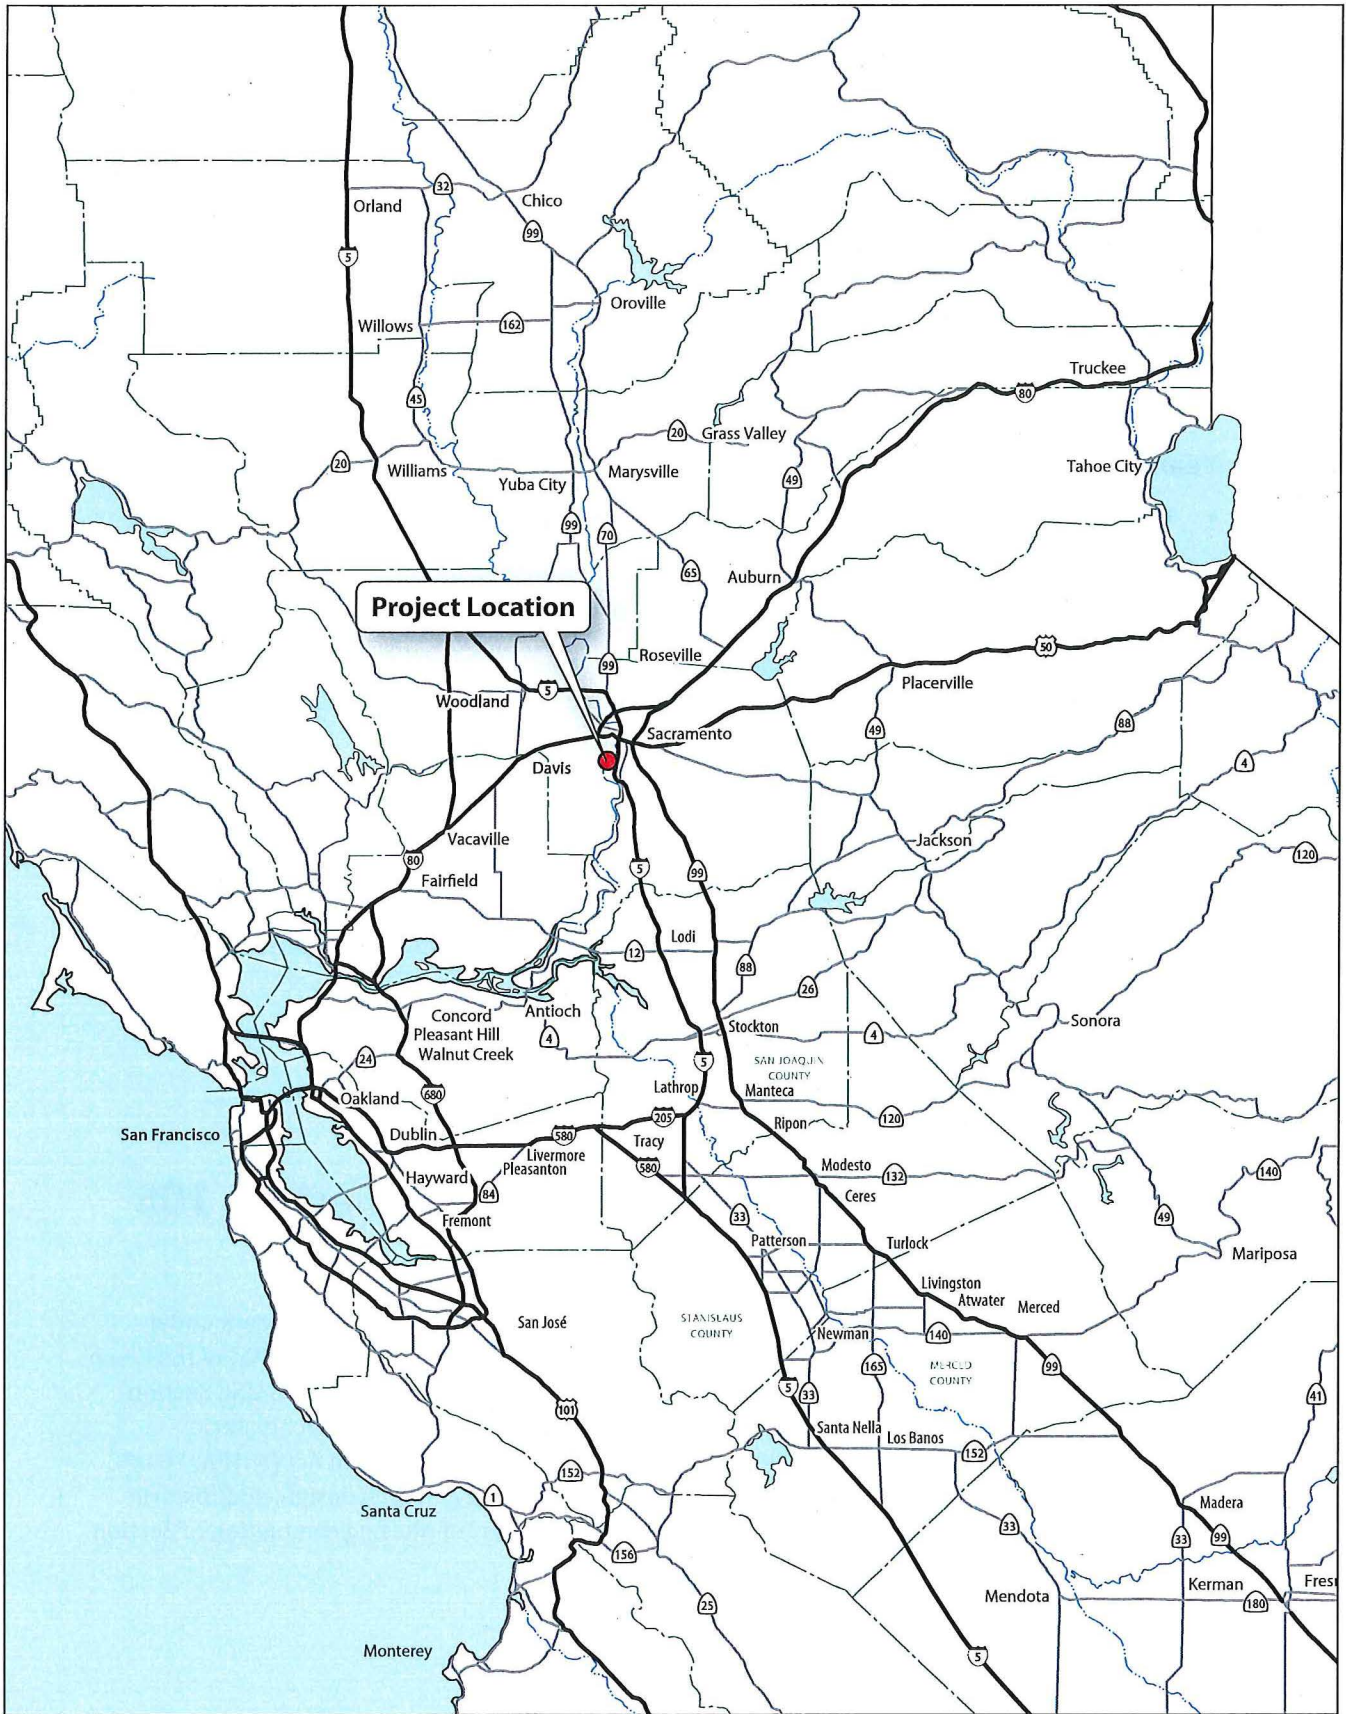 32
Chico
Orland
99
5
Oroville
Willows
162
Truckee
80
45
20
Grass Valley
20
Williams
Marysville
Tahoe City
Yuba City
49
99
70
65
Auburn
Project Location
50
Roseville
99
Placerville
5
Woodland
88
49
Sacramento
4
Davis
Vacaville
Jackson
120
80
5
99
Fairfield
Lodi
12
88
26
Antioch
Concord
Sonora
Pleasant Hill
Stockton
4
4
Walnut Creek
24
5
SAN JOAQUIN
COUNTY
Lathrop
Manteca
680
Oakland
205
120
Ripon
San Francisco
Dublin
580
Tracy
Livermore
Pleasanton
580
Modesto
132
140
Hayward
84
Ceres
33
49
Fremont
Patterson
Turlock
Mariposa
Livingston
Atwater
Merced
San José
STANISLAUS
COUNTY
Newman
140
165
MERCED
COUNTY
99
5
33
41
101
Santa Nella
Los Banos
152
152
1
Santa Cruz
Madera
33
33
99
156
Mendota
Kerman
180
25
Monterey
5